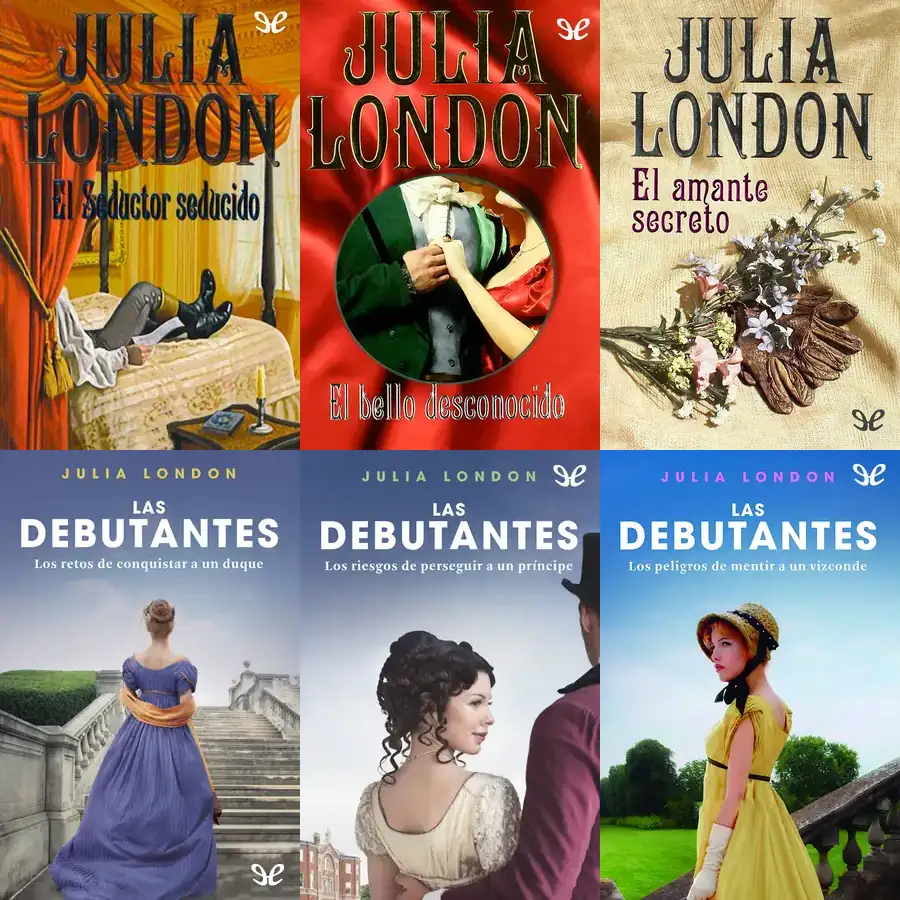 JULIA
LONDON
El Seductor seducido
JULIA
LONDON
El bello desconocido
JULIA
LONDON
El amante
secreto
JULIA LONDON
LAS
DEBUTANTES
Los retos de conquistar a un duque
JULIA LONDON
LAS
DEBUTANTES
Los riesgos de perseguir a un príncipe
JULIA LONDON
LAS
DEBUTANTES
Los peligros de mentir a un vizconde